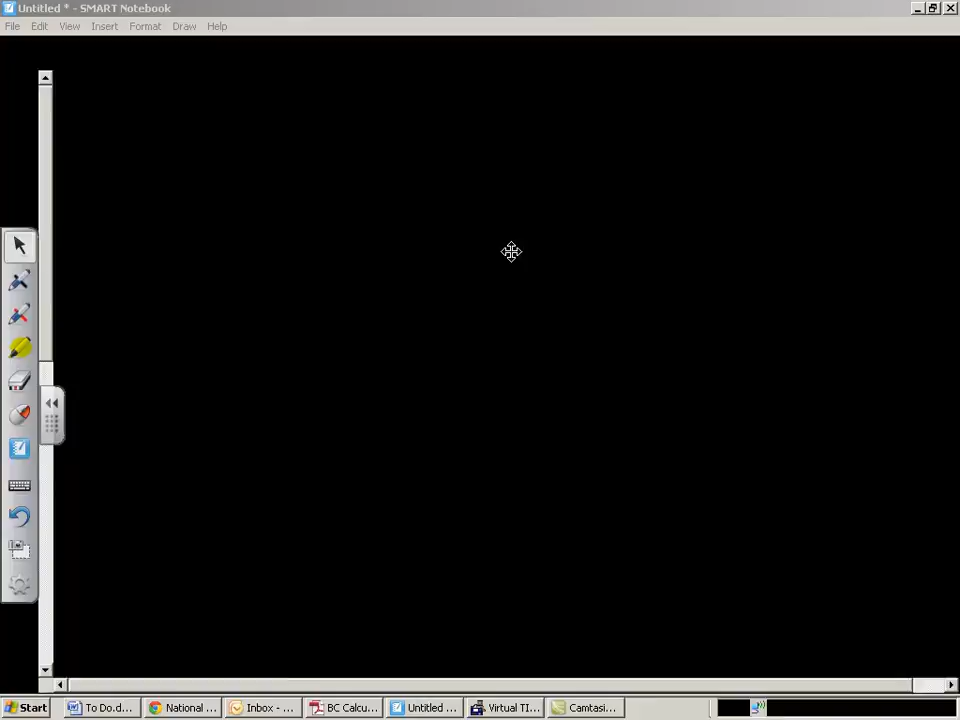 Untitled * - SMART Notebook
File Edit View Insert Format Draw Help
Start To Do.d... National ... Inbox - ... BC Calcu... Untitled ... Virtual TI... Camtasi...